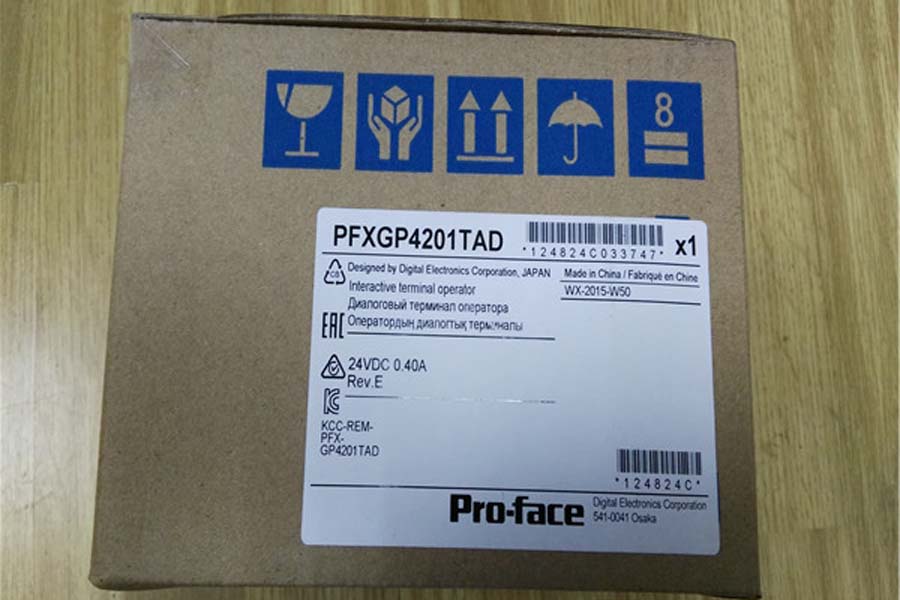 8
PFXGP4201TAD
*124824C033747*
x1
Designed by Digital Electronics Corporation, JAPAN
Made in China / Fabriqué en Chine
Interactive terminal operator
WX-2015-W50
Диалоговый терминал оператора
EAC
Оператордың диалогтық терминалы
24VDC 0.40A
Rev.E
KCC-REM-
PFX-
GP4201TAD
*124824C*
Pro-face
Digital Electronics Corporation
541-0041 Osaka